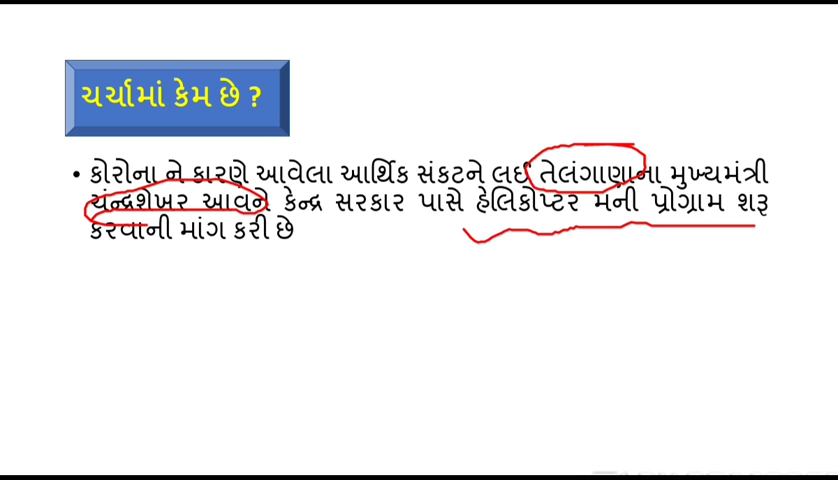 ચર્ચામાં કેમ છે ?
• કોરોના ને કારણે આવેલા આર્થિક સંકટને લઈ તેલંગાણાના મુખ્યમંત્રી
ચંન્દ્રશેખર આવને કેન્દ્ર સરકાર પાસે હેલિકોપ્ટર મની પ્રોગ્રામ શરૂ
કરવાની માંગ કરી છે